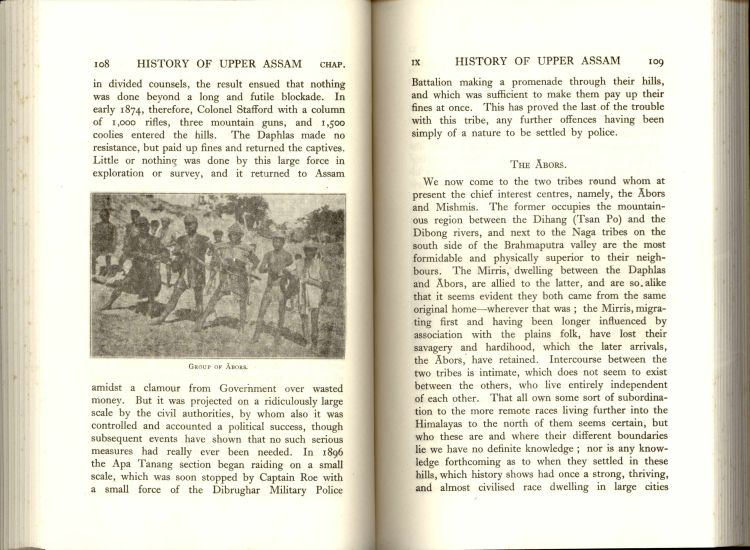 108 HISTORY OF UPPER ASSAM CHAP.
in divided counsels, the result ensued that nothing
was done beyond a long and futile blockade. In
early 1874, therefore, Colonel Stafford with a column
of 1,000 rifles, three mountain guns, and 1,500
coolies entered the hills. The Daphlas made no
resistance, but paid up fines and returned the captives.
Little or nothing was done by this large force in
exploration or survey, and it returned to Assam
GROUP OF ĀBORS.
amidst a clamour from Government over wasted
money. But it was projected on a ridiculously large
scale by the civil authorities, by whom also it was
controlled and accounted a political success, though
subsequent events have shown that no such serious
measures had really ever been needed. In 1896
the Apa Tanang section began raiding on a small
scale, which was soon stopped by Captain Roe with
a small force of the Dibrughar Military Police
IX HISTORY OF UPPER ASSAM 109
Battalion making a promenade through their hills,
and which was sufficient to make them pay up their
fines at once. This has proved the last of the trouble
with this tribe, any further offences having been
simply of a nature to be settled by police.
THE ĀBORS.
We now come to the two tribes round whom at
present the chief interest centres, namely, the Ābors
and Mishmis. The former occupies the mountain-
ous region between the Dihang (Tsan Po) and the
Dibong rivers, and next to the Naga tribes on the
south side of the Brahmaputra valley are the most
formidable and physically superior to their neigh-
bours. The Mirris, dwelling between the Daphlas
and Ābors, are allied to the latter, and are so alike
that it seems evident they both came from the same
original home—wherever that was; the Mirris, migra-
ting first and having been longer influenced by
association with the plains folk, have lost their
savagery and hardihood, which the later arrivals,
the Ābors, have retained. Intercourse between the
two tribes is intimate, which does not seem to exist
between the others, who live entirely independent
of each other. That all own some sort of subordina-
tion to the more remote races living further into the
Himalayas to the north of them seems certain, but
who these are and where their different boundaries
lie we have no definite knowledge; nor is any know-
ledge forthcoming as to when they settled in these
hills, which history shows had once a strong, thriving,
and almost civilised race dwelling in large cities